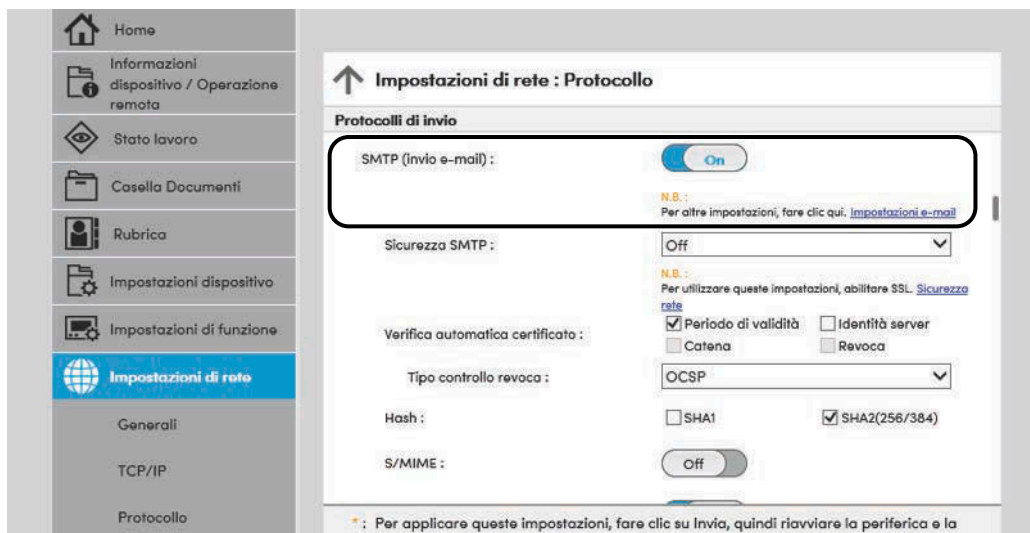 Home
Informazioni
dispositivo / Operazione
remota
Stato lavoro
Casella Documenti
Rubrica
Impostazioni dispositivo
Impostazioni di funzione
Impostazioni di rete
Generali
TCP/IP
Protocollo
Impostazioni di rete : Protocollo
Protocolli di invio
SMTP (invio e-mail) :
On
N.B. :
Per altre impostazioni, fare clic qui. Impostazioni e-mail
Sicurezza SMTP :
Off
N.B. :
Per utilizzare queste impostazioni, abilitare SSL. Sicurezza
rete
Verifica automatica certificato :
Periodo di validità
Identità server
Catena
Revoca
Tipo controllo revoca :
OCSP
Hash :
SHA1
SHA2(256/384)
S/MIME :
Off
* : Per applicare queste impostazioni, fare clic su Invia, quindi riavviare la periferica e la